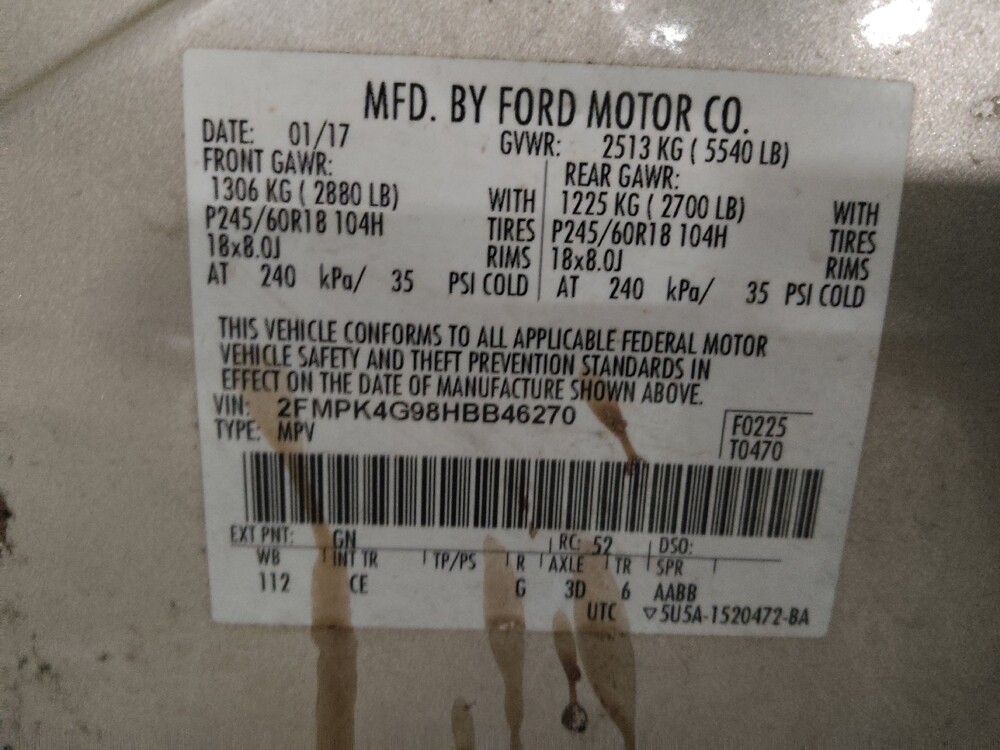 MFD. BY FORD MOTOR CO.
DATE: 01/17 GVWR: 2513 KG ( 5540 LB)
FRONT GAWR: REAR GAWR:
1306 KG ( 2880 LB) WITH 1225 KG ( 2700 LB) WITH
P245/60R18 104H TIRES P245/60R18 104H TIRES
18x8.0J RIMS 18x8.0J RIMS
AT 240 kPa/ 35 PSI COLD AT 240 kPa/ 35 PSI COLD
THIS VEHICLE CONFORMS TO ALL APPLICABLE FEDERAL MOTOR
VEHICLE SAFETY AND THEFT PREVENTION STANDARDS IN
EFFECT ON THE DATE OF MANUFACTURE SHOWN ABOVE.
VIN: 2FMPK4G98HBB46270
TYPE: MPV
F0225
T0470
EXT PNT: GN RC: 52 DSO:
WB INT TR TP/PS R AXLE TR SPR
112 CE G 3D 6 AABB
UTC ▽5U5A-1520472-BA